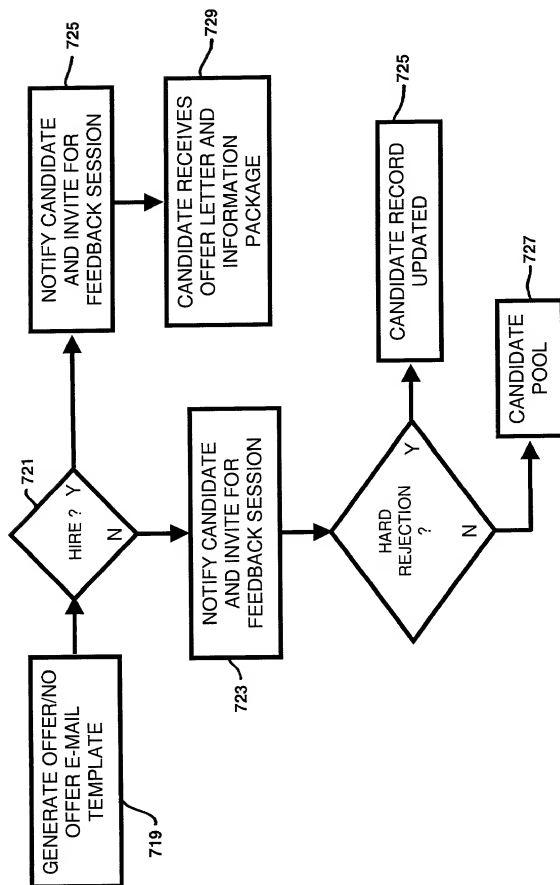 719
GENERATE OFFER/NO
OFFER E-MAIL
TEMPLATE
721
HIRE ?
Y
N
725
NOTIFY CANDIDATE
AND INVITE FOR
FEEDBACK SESSION
729
CANDIDATE RECEIVES
OFFER LETTER AND
INFORMATION
PACKAGE
723
NOTIFY CANDIDATE
AND INVITE FOR
FEEDBACK SESSION
HARD
REJECTION
?
Y
N
725
CANDIDATE RECORD
UPDATED
727
CANDIDATE
POOL